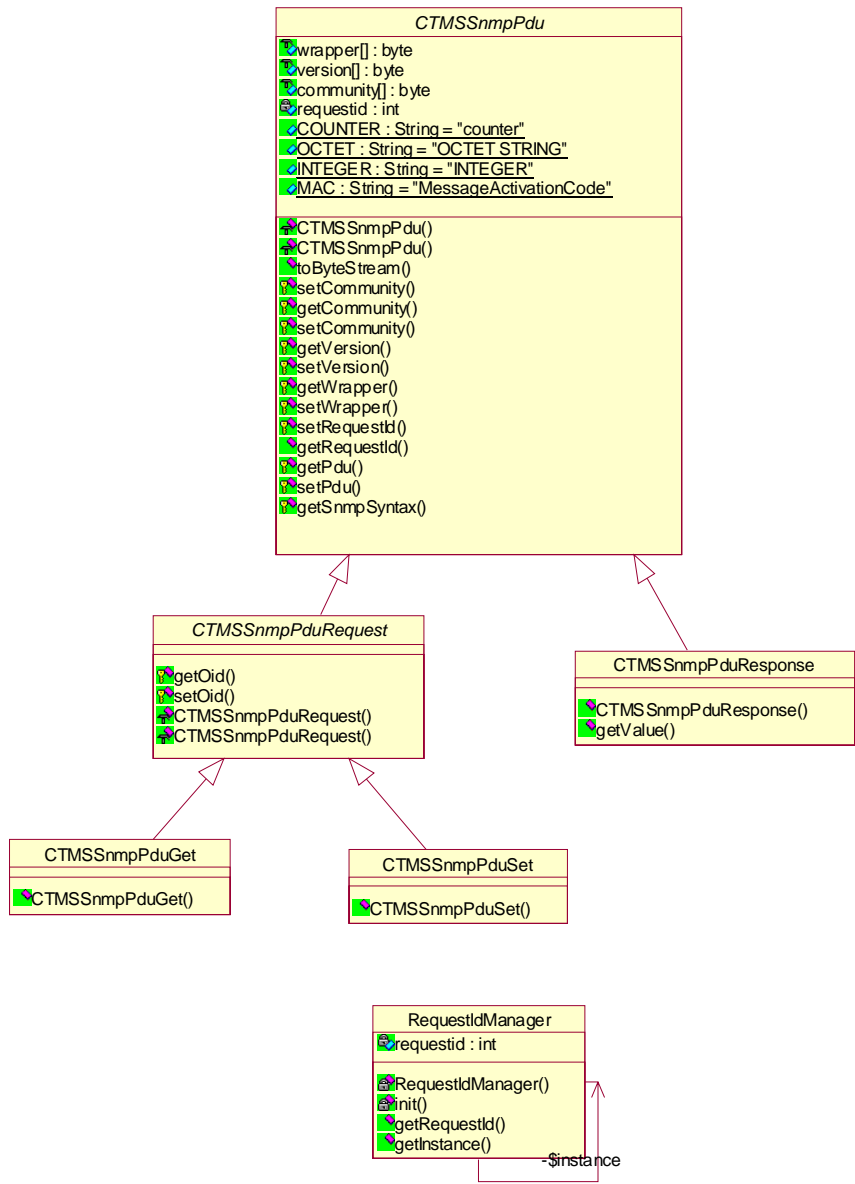 CTMSSnmpPdu
wrapper[] : byte
version[] : byte
community[] : byte
requestid : int
COUNTER : String = "counter"
OCTET : String = "OCTET STRING"
INTEGER : String = "INTEGER"
MAC : String = "MessageActivationCode"
CTMSSnmpPdu()
CTMSSnmpPdu()
toByteStream()
setCommunity()
getCommunity()
setCommunity()
getVersion()
setVersion()
getWrapper()
setWrapper()
setRequestId()
getRequestId()
getPdu()
setPdu()
getSnmpSyntax()
CTMSSnmpPduRequest
getOid()
setOid()
CTMSSnmpPduRequest()
CTMSSnmpPduRequest()
CTMSSnmpPduResponse
CTMSSnmpPduResponse()
getValue()
CTMSSnmpPduGet
CTMSSnmpPduGet()
CTMSSnmpPduSet
CTMSSnmpPduSet()
RequestIdManager
requestid : int
RequestIdManager()
init()
getRequestId()
getInstance()
-$instance